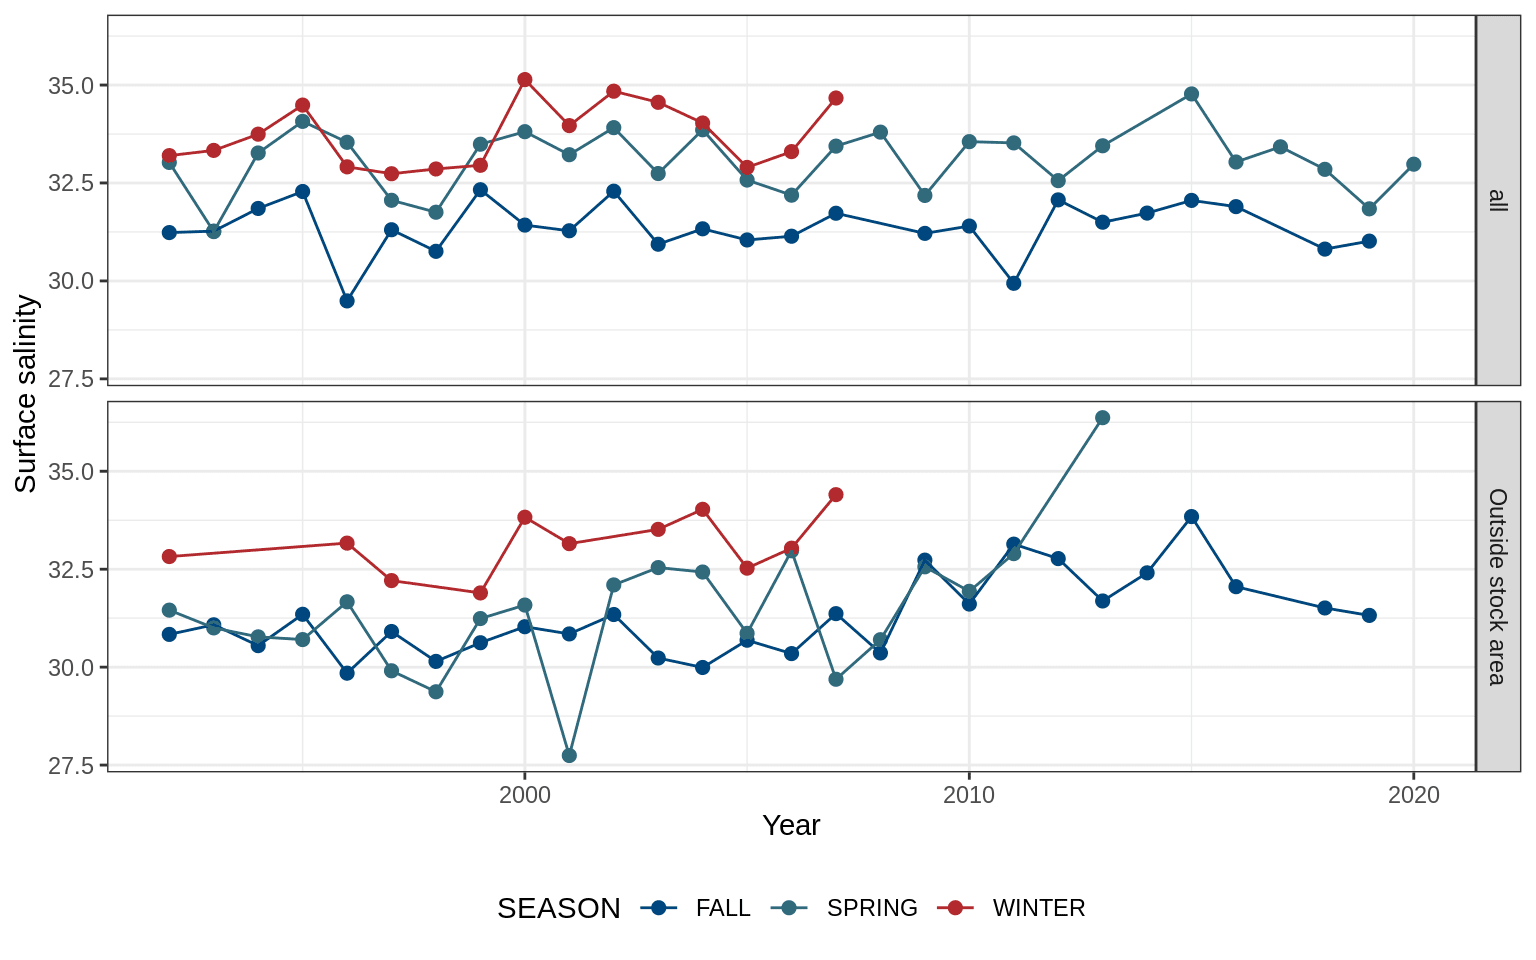 Surface salinity
35.0
32.5
30.0
27.5
all
35.0
32.5
30.0
27.5
Outside stock area
2000 2010 2020
Year
SEASON FALL SPRING WINTER